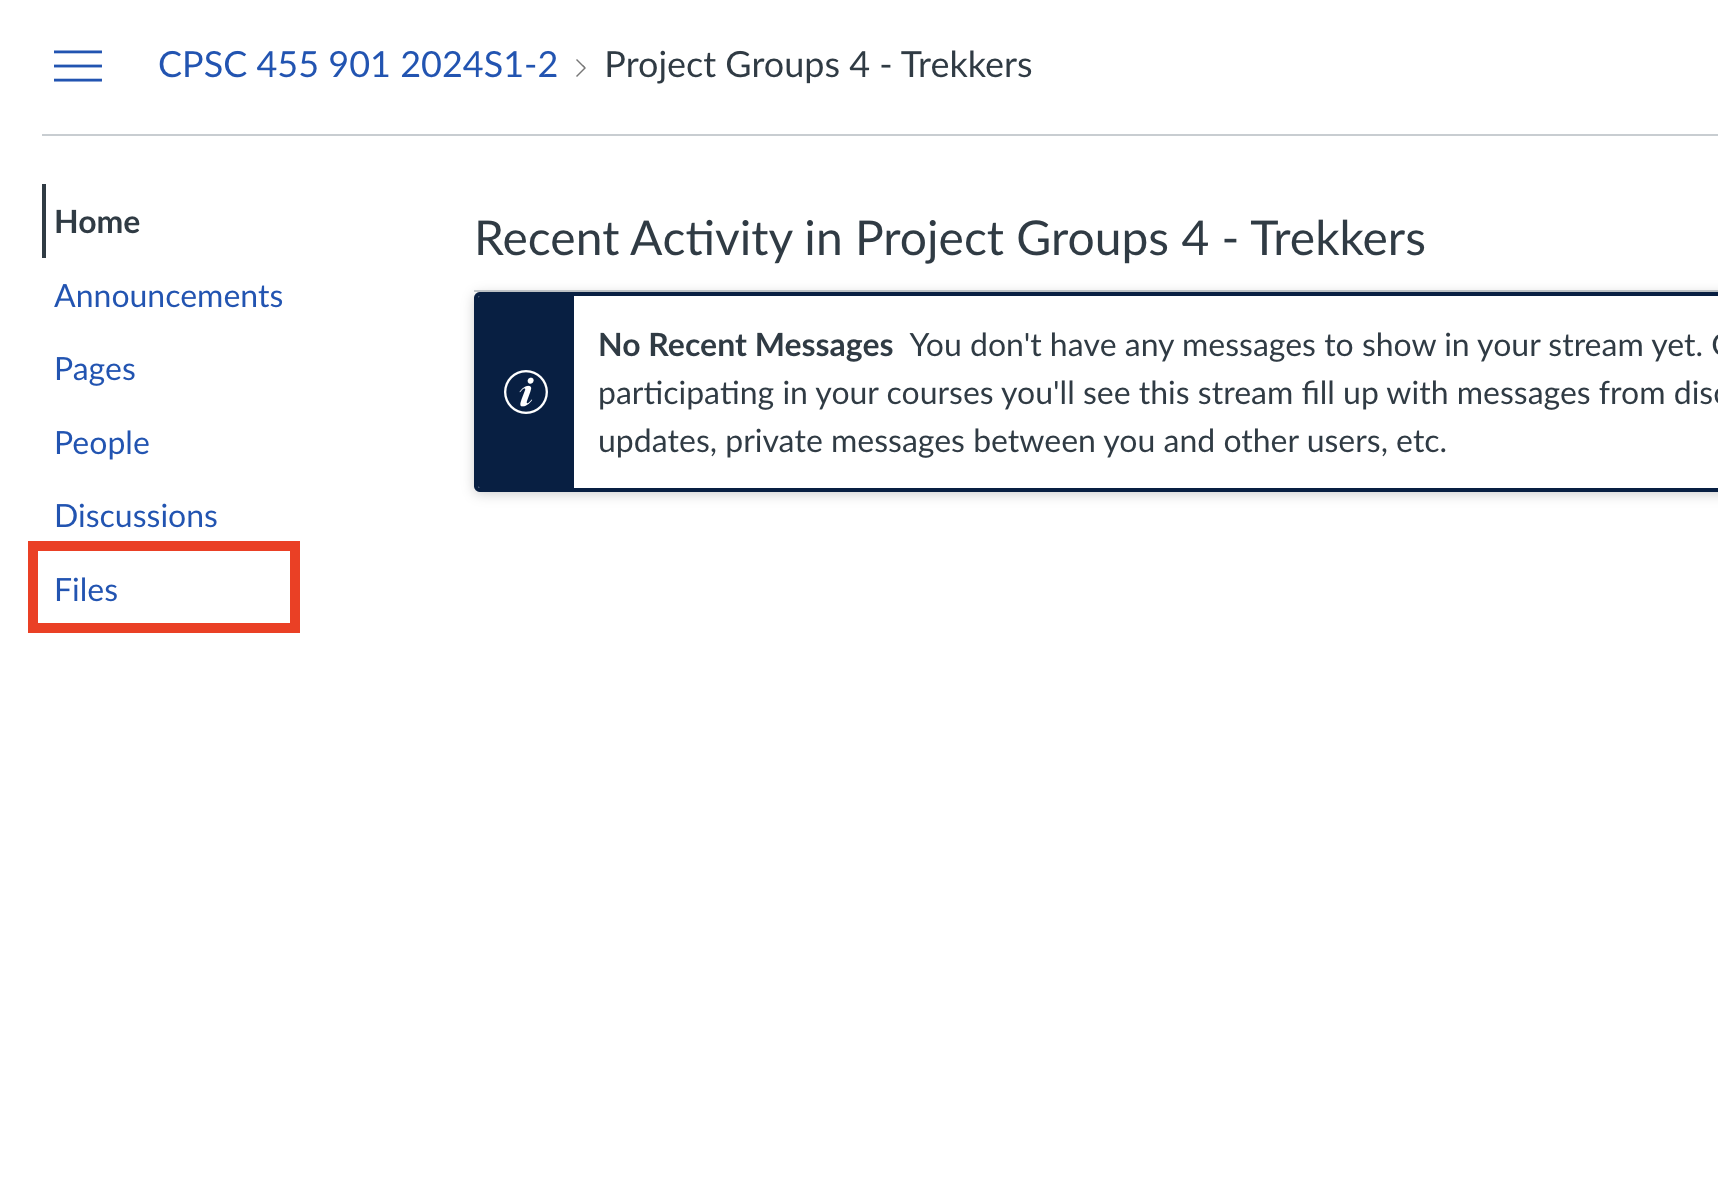 CPSC 455 901 2024S1-2 > Project Groups 4 - Trekkers
Home
Announcements
Pages
People
Discussions
Files
Recent Activity in Project Groups 4 - Trekkers
No Recent Messages You don't have any messages to show in your stream yet.
participating in your courses you'll see this stream fill up with messages from
updates, private messages between you and other users, etc.